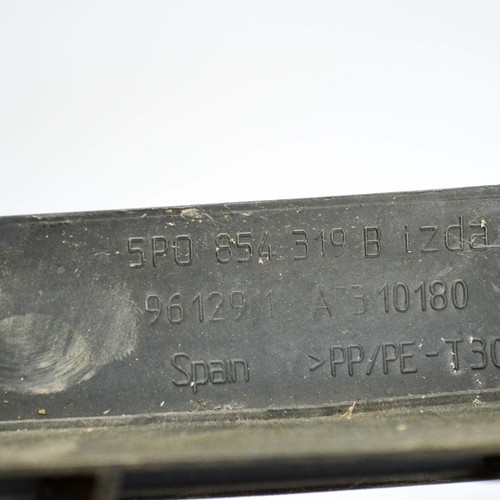 5P0 854 319 B izda
961291 A 310180
Spain >PP/PE-T30